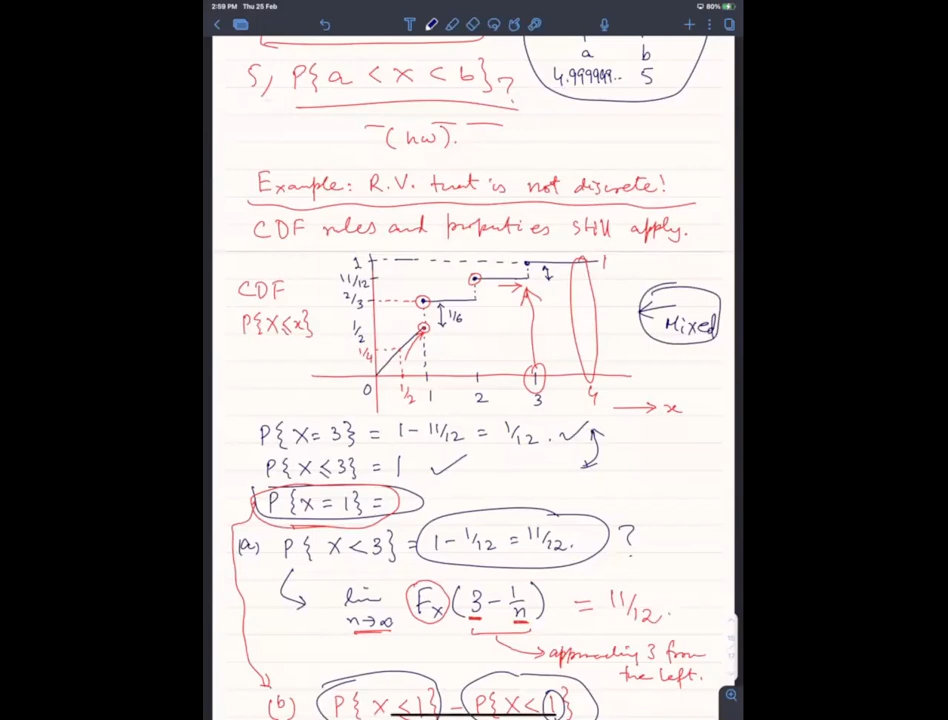 2:59 PM Thu 25 Feb
80%
a b
4.999999.. 5
5, P{a < x < b}?
(hw).
Example: R.V. that is not discrete!
CDF rules and properties still apply.
CDF
P{X≤x}
1
11/12
2/3
1/2
1/4
0
1/6
1
1/2 1 2 3 4 → x
Mixed
P{X=3} = 1 - 11/12 = 1/12. ✓
P{X≤3} = 1 ✓
P{X=1} =
(a) P{X<3} = 1 - 1/12 = 11/12. ?
lim n→∞ Fx (3 - 1/n) = 11/12.
approaching 3 from
the left.
(b) P{X≤1} - P{X<1}